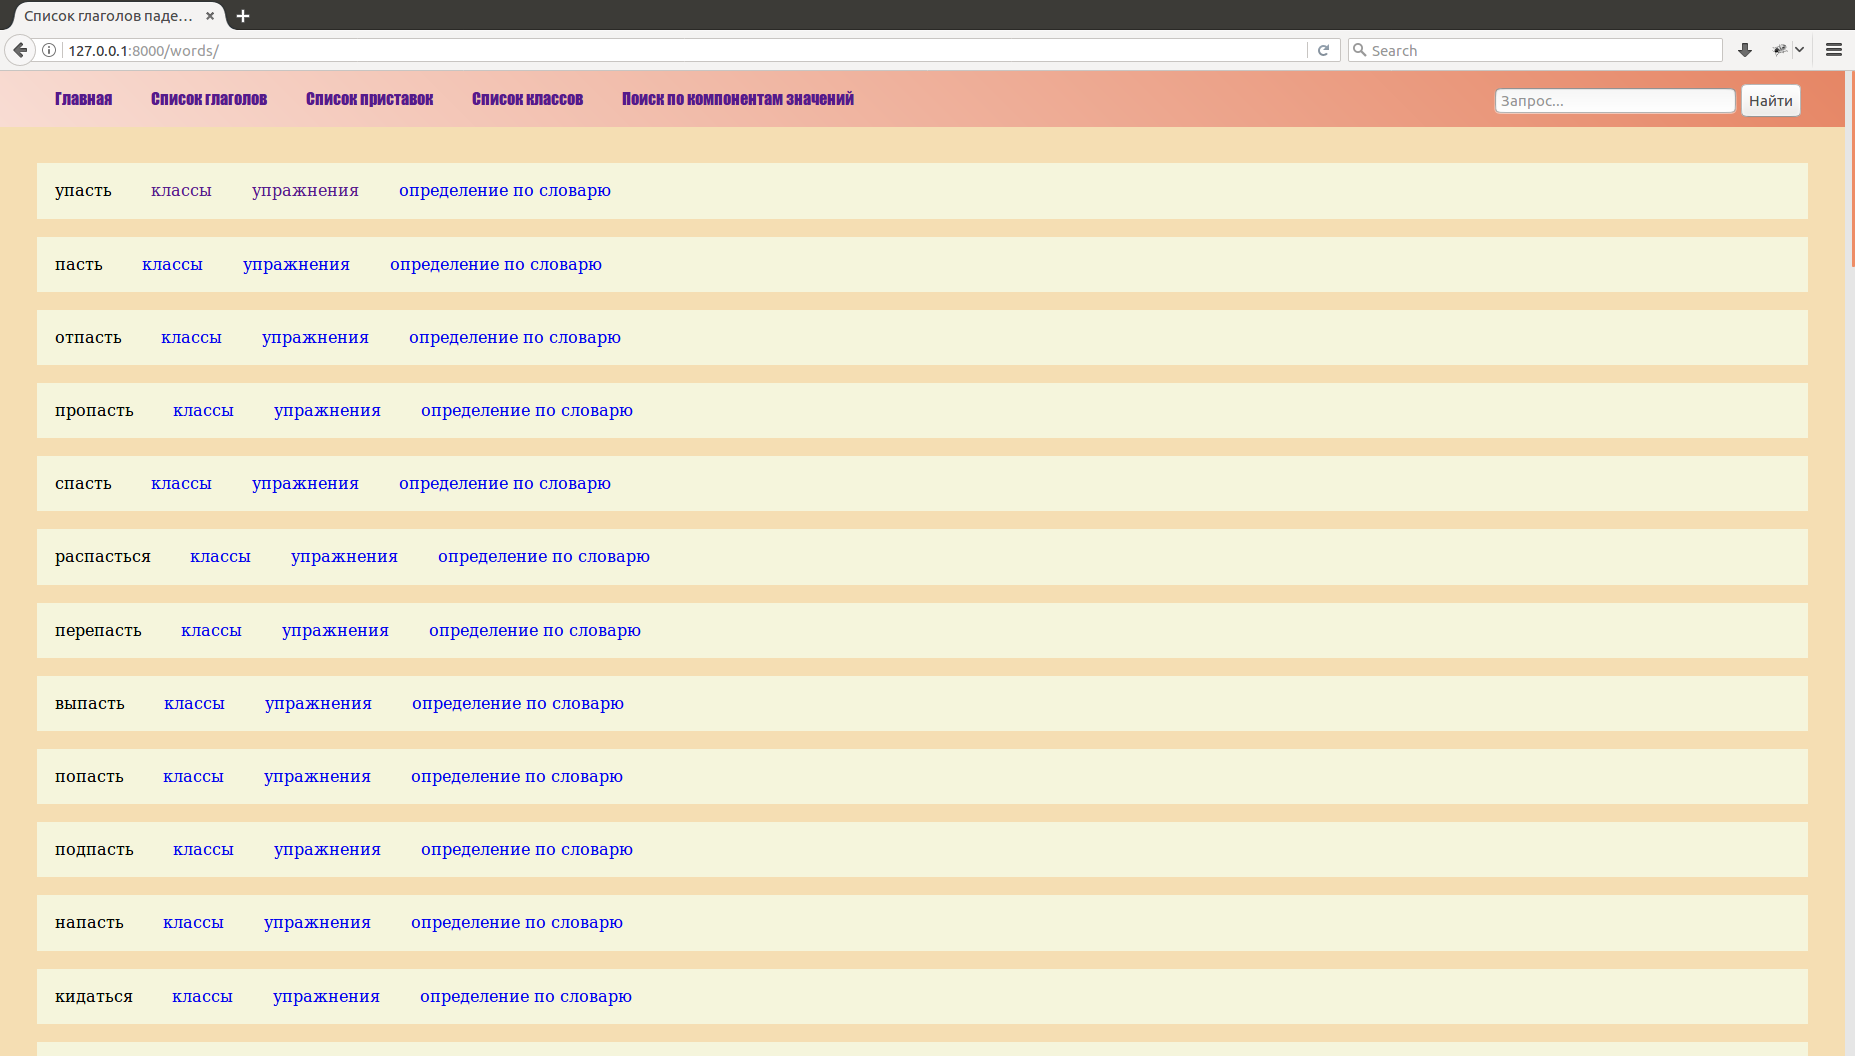 Список глаголов паде...
127.0.0.1:8000/words/
Search
Главная Список глаголов Список приставок Список классов Поиск по компонентам значений Запрос... Найти
упасть классы упражнения определение по словарю
пасть классы упражнения определение по словарю
отпасть классы упражнения определение по словарю
пропасть классы упражнения определение по словарю
спасть классы упражнения определение по словарю
распасться классы упражнения определение по словарю
перепасть классы упражнения определение по словарю
выпасть классы упражнения определение по словарю
попасть классы упражнения определение по словарю
подпасть классы упражнения определение по словарю
напасть классы упражнения определение по словарю
кидаться классы упражнения определение по словарю